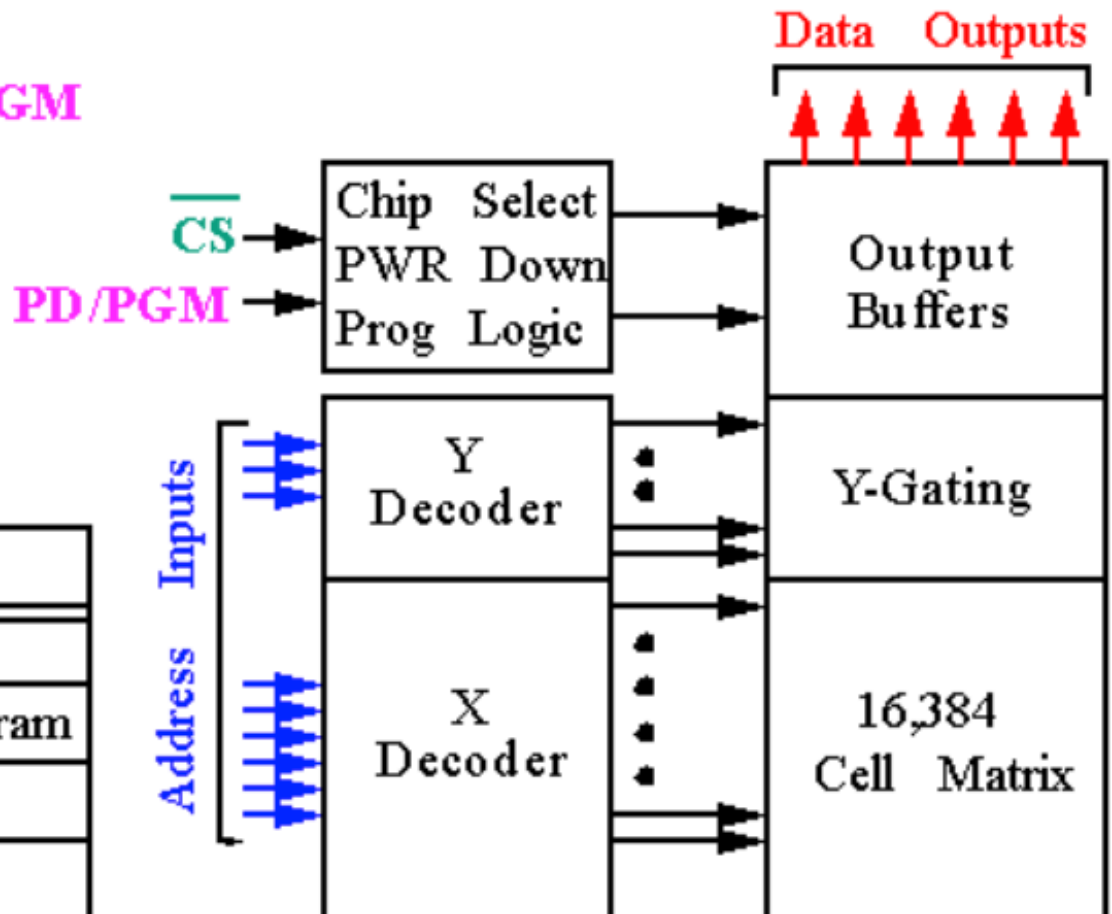 Data Outputs
GM
CS
PD/PGM
Chip Select
PWR Down
Prog Logic
Output
Buffers
Address Inputs
Y
Decoder
Y-Gating
ram
X
Decoder
16,384
Cell Matrix